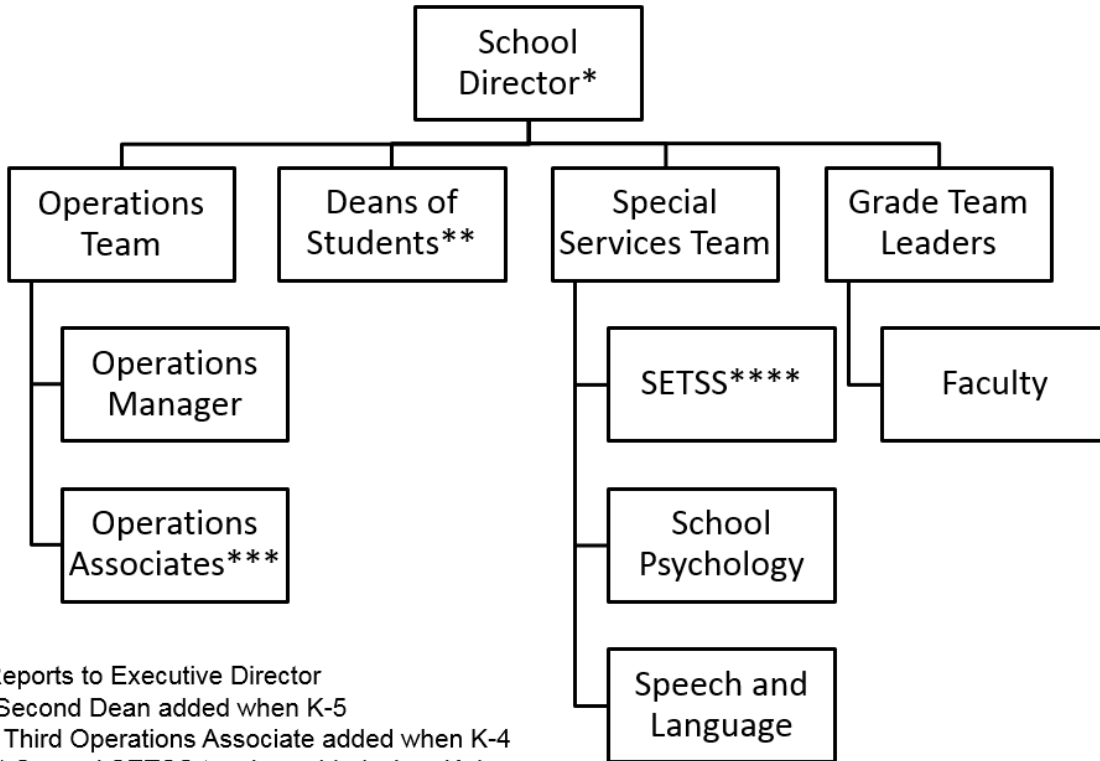 School
Director*
Operations
Team
Deans of
Students**
Special
Services Team
Grade Team
Leaders
Operations
Manager
SETSS****
Faculty
Operations
Associates***
School
Psychology
Speech and
Language
Reports to Executive Director
Second Dean added when K-5
Third Operations Associate added when K-4